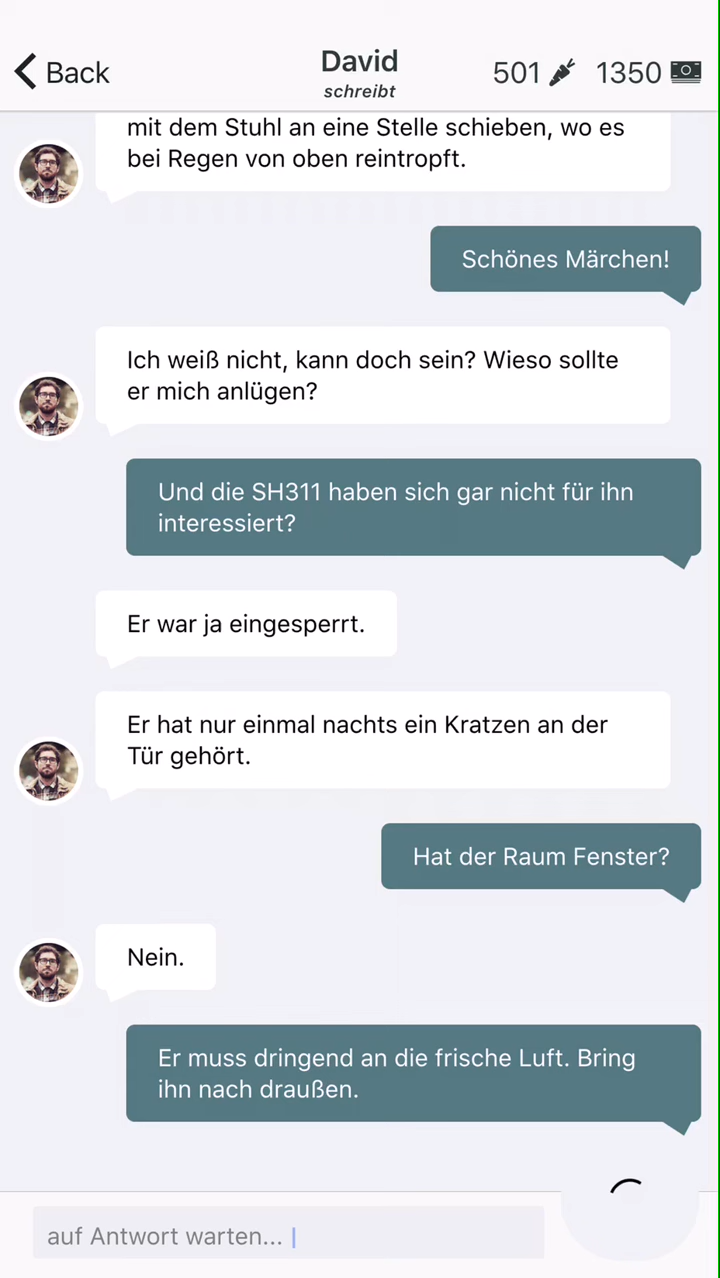 Back
David
schreibt
501
1350
mit dem Stuhl an eine Stelle schieben, wo es
bei Regen von oben reintropft.
Schönes Märchen!
Ich weiß nicht, kann doch sein? Wieso sollte
er mich anlügen?
Und die SH311 haben sich gar nicht für ihn
interessiert?
Er war ja eingesperrt.
Er hat nur einmal nachts ein Kratzen an der
Tür gehört.
Hat der Raum Fenster?
Nein.
Er muss dringend an die frische Luft. Bring
ihn nach draußen.
auf Antwort warten...